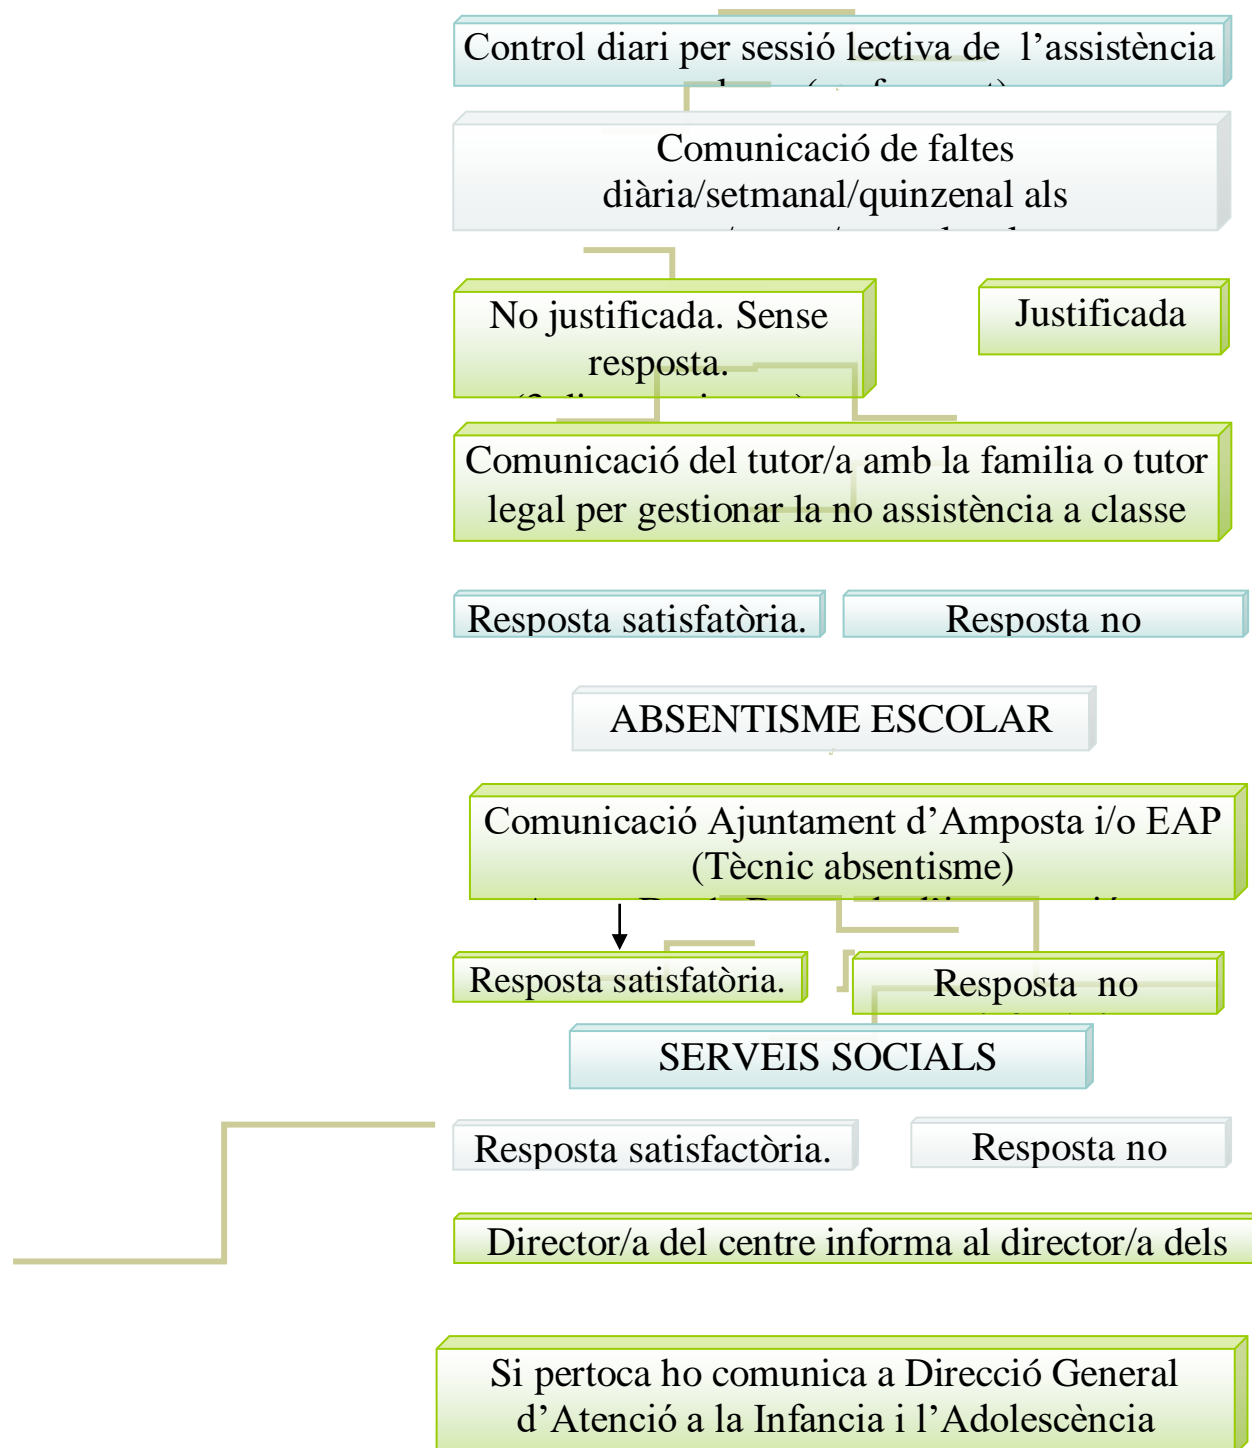 Control diari per sessió lectiva de l’assistència
Comunicació de faltes
diària/setmanal/quinzenal als
No justificada. Sense
resposta.
Justificada
Comunicació del tutor/a amb la familia o tutor
legal per gestionar la no assistència a classe
Resposta satisfatòria.
Resposta no
ABSENTISME ESCOLAR
Comunicació Ajuntament d’Amposta i/o EAP
(Tècnic absentisme)
Resposta satisfatòria.
Resposta no
SERVEIS SOCIALS
Resposta satisfactòria.
Resposta no
Director/a del centre informa al director/a dels
Si pertoca ho comunica a Direcció General
d’Atenció a la Infancia i l’Adolescència